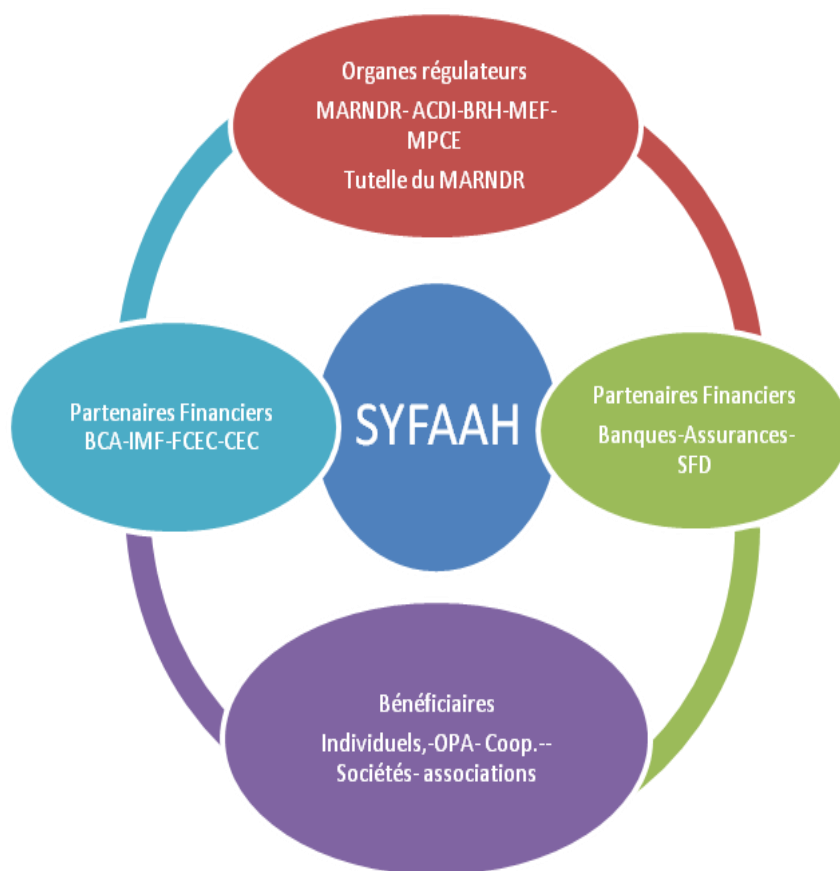 Organes régulateurs
MARNDR- ACDI-BRH-MEF-
MPCE
Tutelle du MARNDR
Partenaires Financiers
BCA-IMF-FCEC-CEC
SYFAAH
Partenaires Financiers
Banques-Assurances-
SFD
Bénéficiaires
Individuels,-OPA- Coop.--
Sociétés- associations